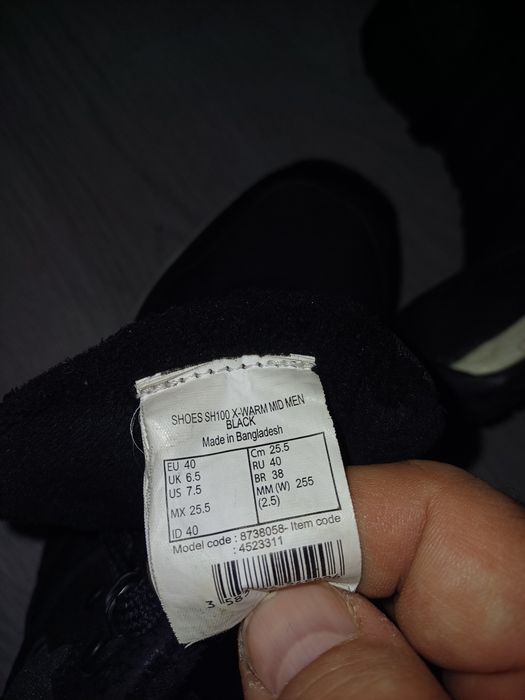 SHOES SH100 X-WARM MID MEN
BLACK
Made in Bangladesh
EU 40
UK 6.5
US 7.5
MX 25.5
ID 40
Cm 25.5
RU 40
BR 38
MM (W) 255
(2.5)
Model code : 8738058- Item code
: 4523311
3 58